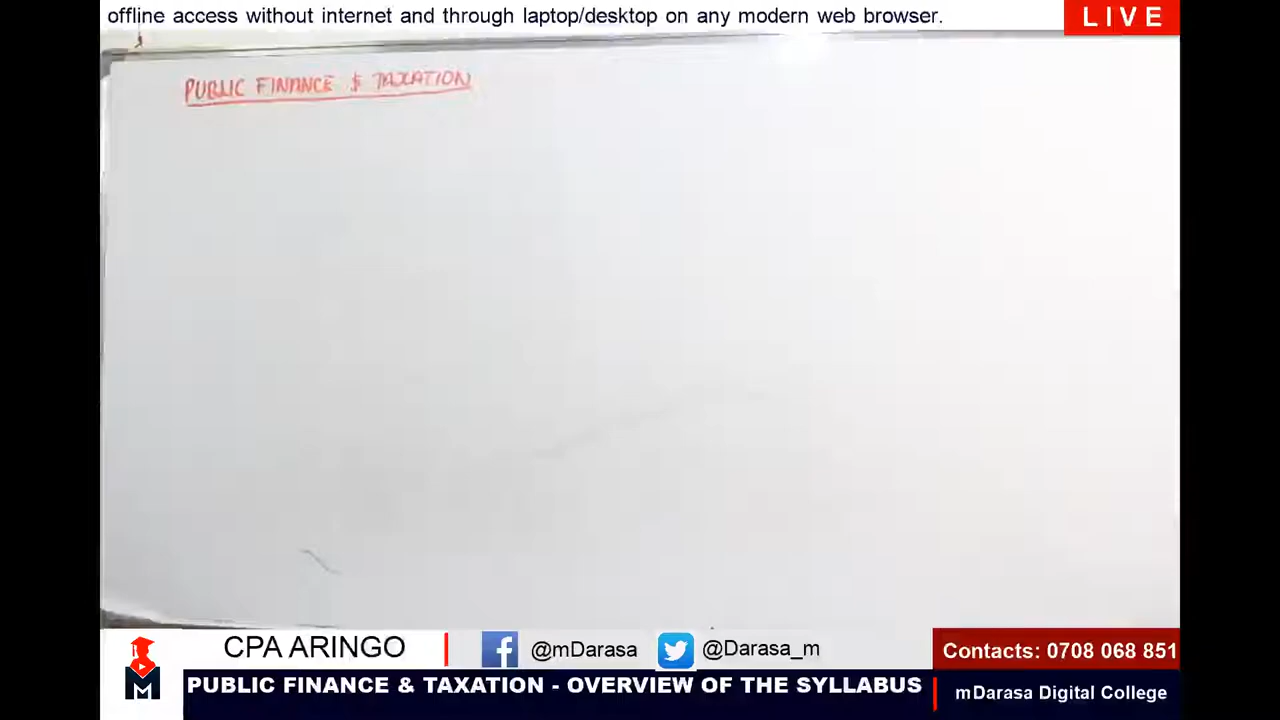 offline access without internet and through laptop/desktop on any modern web browser.
LIVE
PUBLIC FINANCE & TAXATION
CPA ARINGO
@mDarasa
@Darasa_m
Contacts: 0708 068 851
M
PUBLIC FINANCE & TAXATION - OVERVIEW OF THE SYLLABUS
mDarasa Digital College